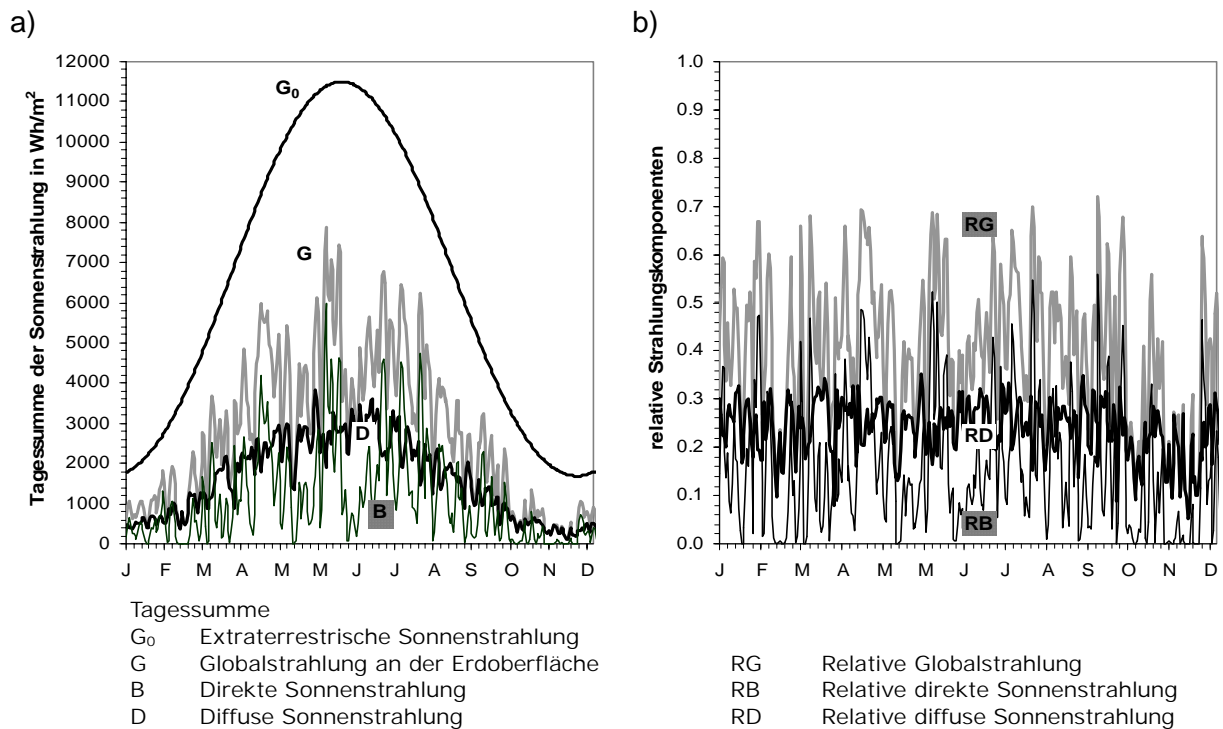 a)
Tagessumme der Sonnenstrahlung in Wh/m²
12000
11000
10000
9000
8000
7000
6000
5000
4000
3000
2000
1000
0
G₀
G
D
B
J F M A M M J J A S O N D
Tagessumme
G₀ Extraterrestrische Sonnenstrahlung
G Globalstrahlung an der Erdoberfläche
B Direkte Sonnenstrahlung
D Diffuse Sonnenstrahlung
b)
relative Strahlungskomponenten
1.0
0.9
0.8
0.7
0.6
0.5
0.4
0.3
0.2
0.1
0.0
RG
RD
RB
J F M A M J J A S O N D
RG Relative Globalstrahlung
RB Relative direkte Sonnenstrahlung
RD Relative diffuse Sonnenstrahlung